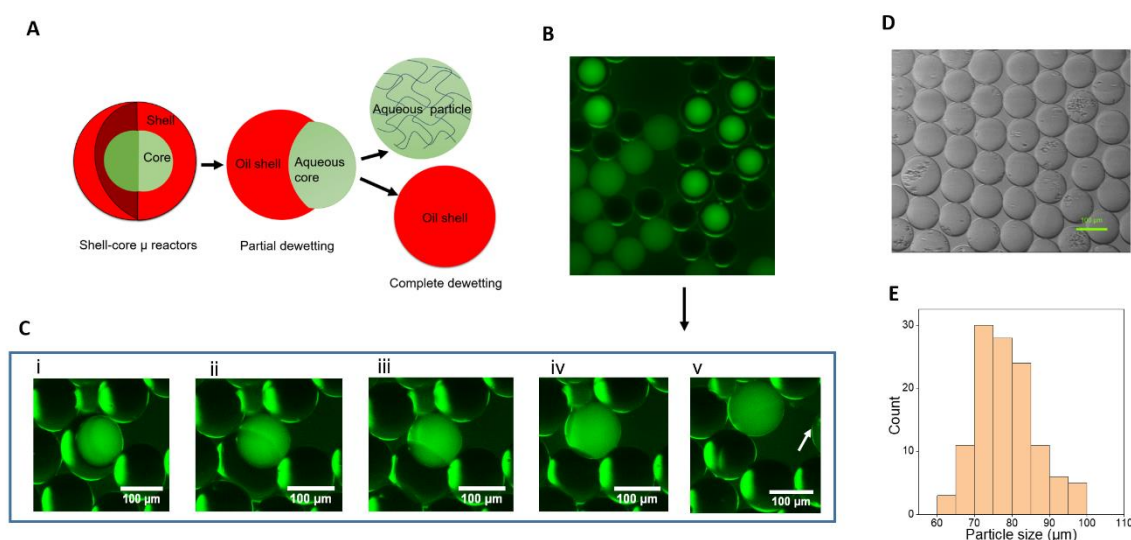 A
Shell
Core
Shell-core μ reactors
Oil shell
Aqueous
core
Partial dewetting
Aqueous particle
Oil shell
Complete dewetting
B
C
i
ii
iii
iv
v
100 μm
100 μm
100 μm
100 μm
100 μm
D
100 μm
E
Count
30
20
10
0
60 70 80 90 100 110
Particle size (μm)